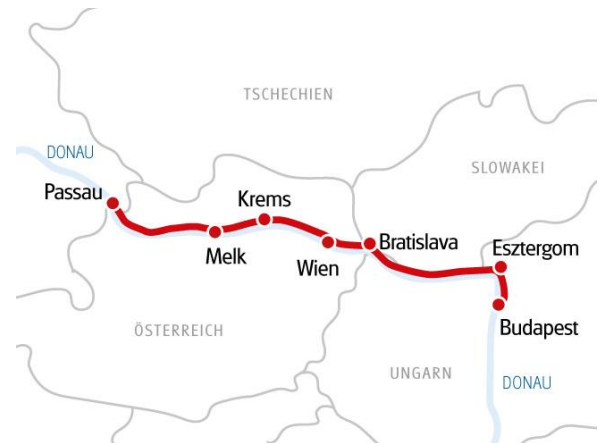 TSCHECHIEN
DONAU
SLOWAKEI
Passau
Krems
Bratislava
Esztergom
Melk
Wien
ÖSTERREICH
Budapest
UNGARN
DONAU